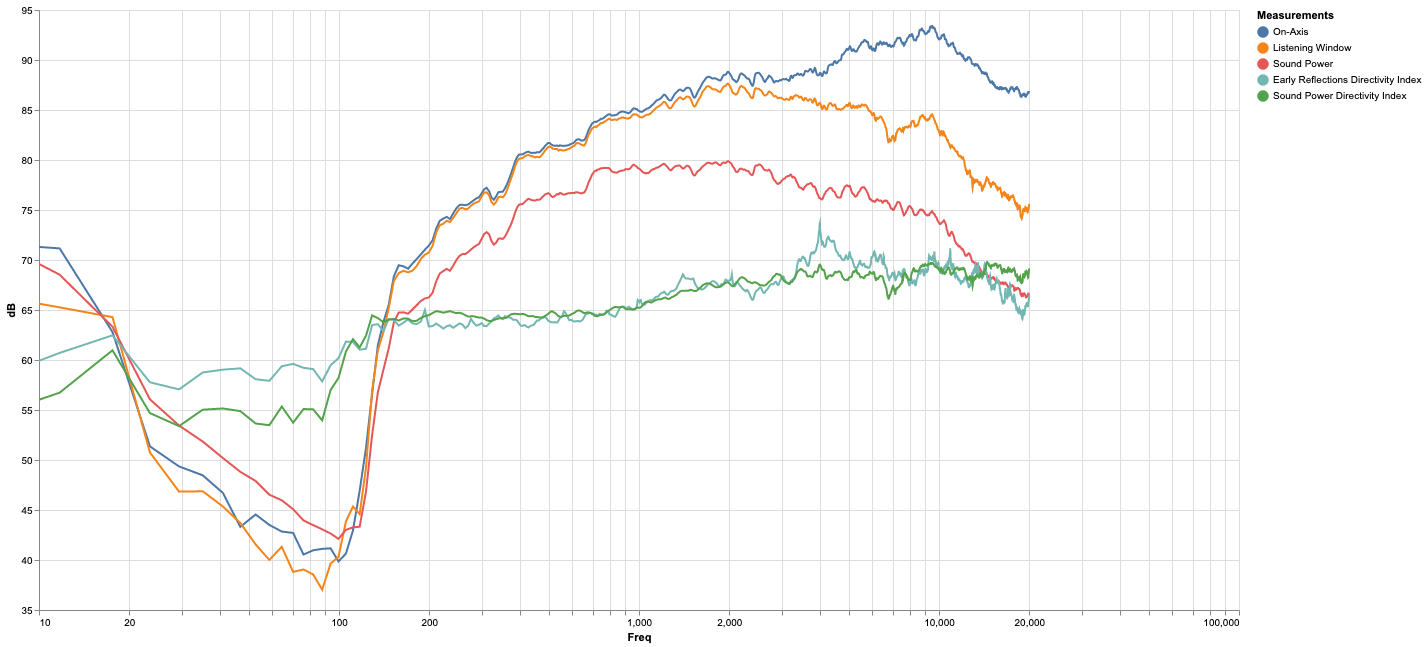 Measurements
On-Axis
Listening Window
Sound Power
Early Reflections Directivity Index
Sound Power Directivity Index
95
90
85
80
75
70
65
60
55
50
45
40
35
dB
10 20 100 200 1,000 2,000 10,000 20,000 100,000
Freq